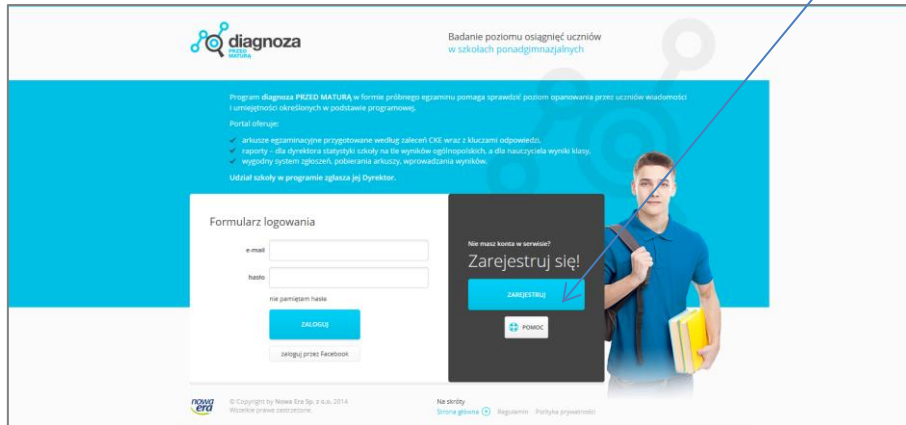 diagnoza
PRZED
MATURĄ
Badanie poziomu osiągnięć uczniów
w szkołach ponadgimnazjalnych
Program diagnoza PRZED MATURĄ w formie próbnego egzaminu pomaga sprawdzić poziom opanowania przez uczniów wiadomości
i umiejętności określonych w podstawie programowej.
Portal oferuje:
arkusze egzaminacyjne przygotowane według zaleceń CKE wraz z kluczami odpowiedzi,
raporty – dla dyrektora statystyki szkoły na tle wyników ogólnopolskich, a dla nauczyciela wyniki klasy,
wygodny system zgłoszeń, pobierania arkuszy, wprowadzania wyników.
Udział szkoły w programie zgłasza jej Dyrektor.
Formularz logowania
e-mail
hasło
nie pamiętam hasła
ZALOGUJ
zaloguj przez Facebook
Nie masz konta w serwisie?
Zarejestruj się!
ZAREJESTRUJ
POMOC
nowa
era
© Copyright by Nowa Era Sp. z o.o. 2014
Wszelkie prawa zastrzeżone.
Na skróty
Strona główna Regulamin Polityka prywatności